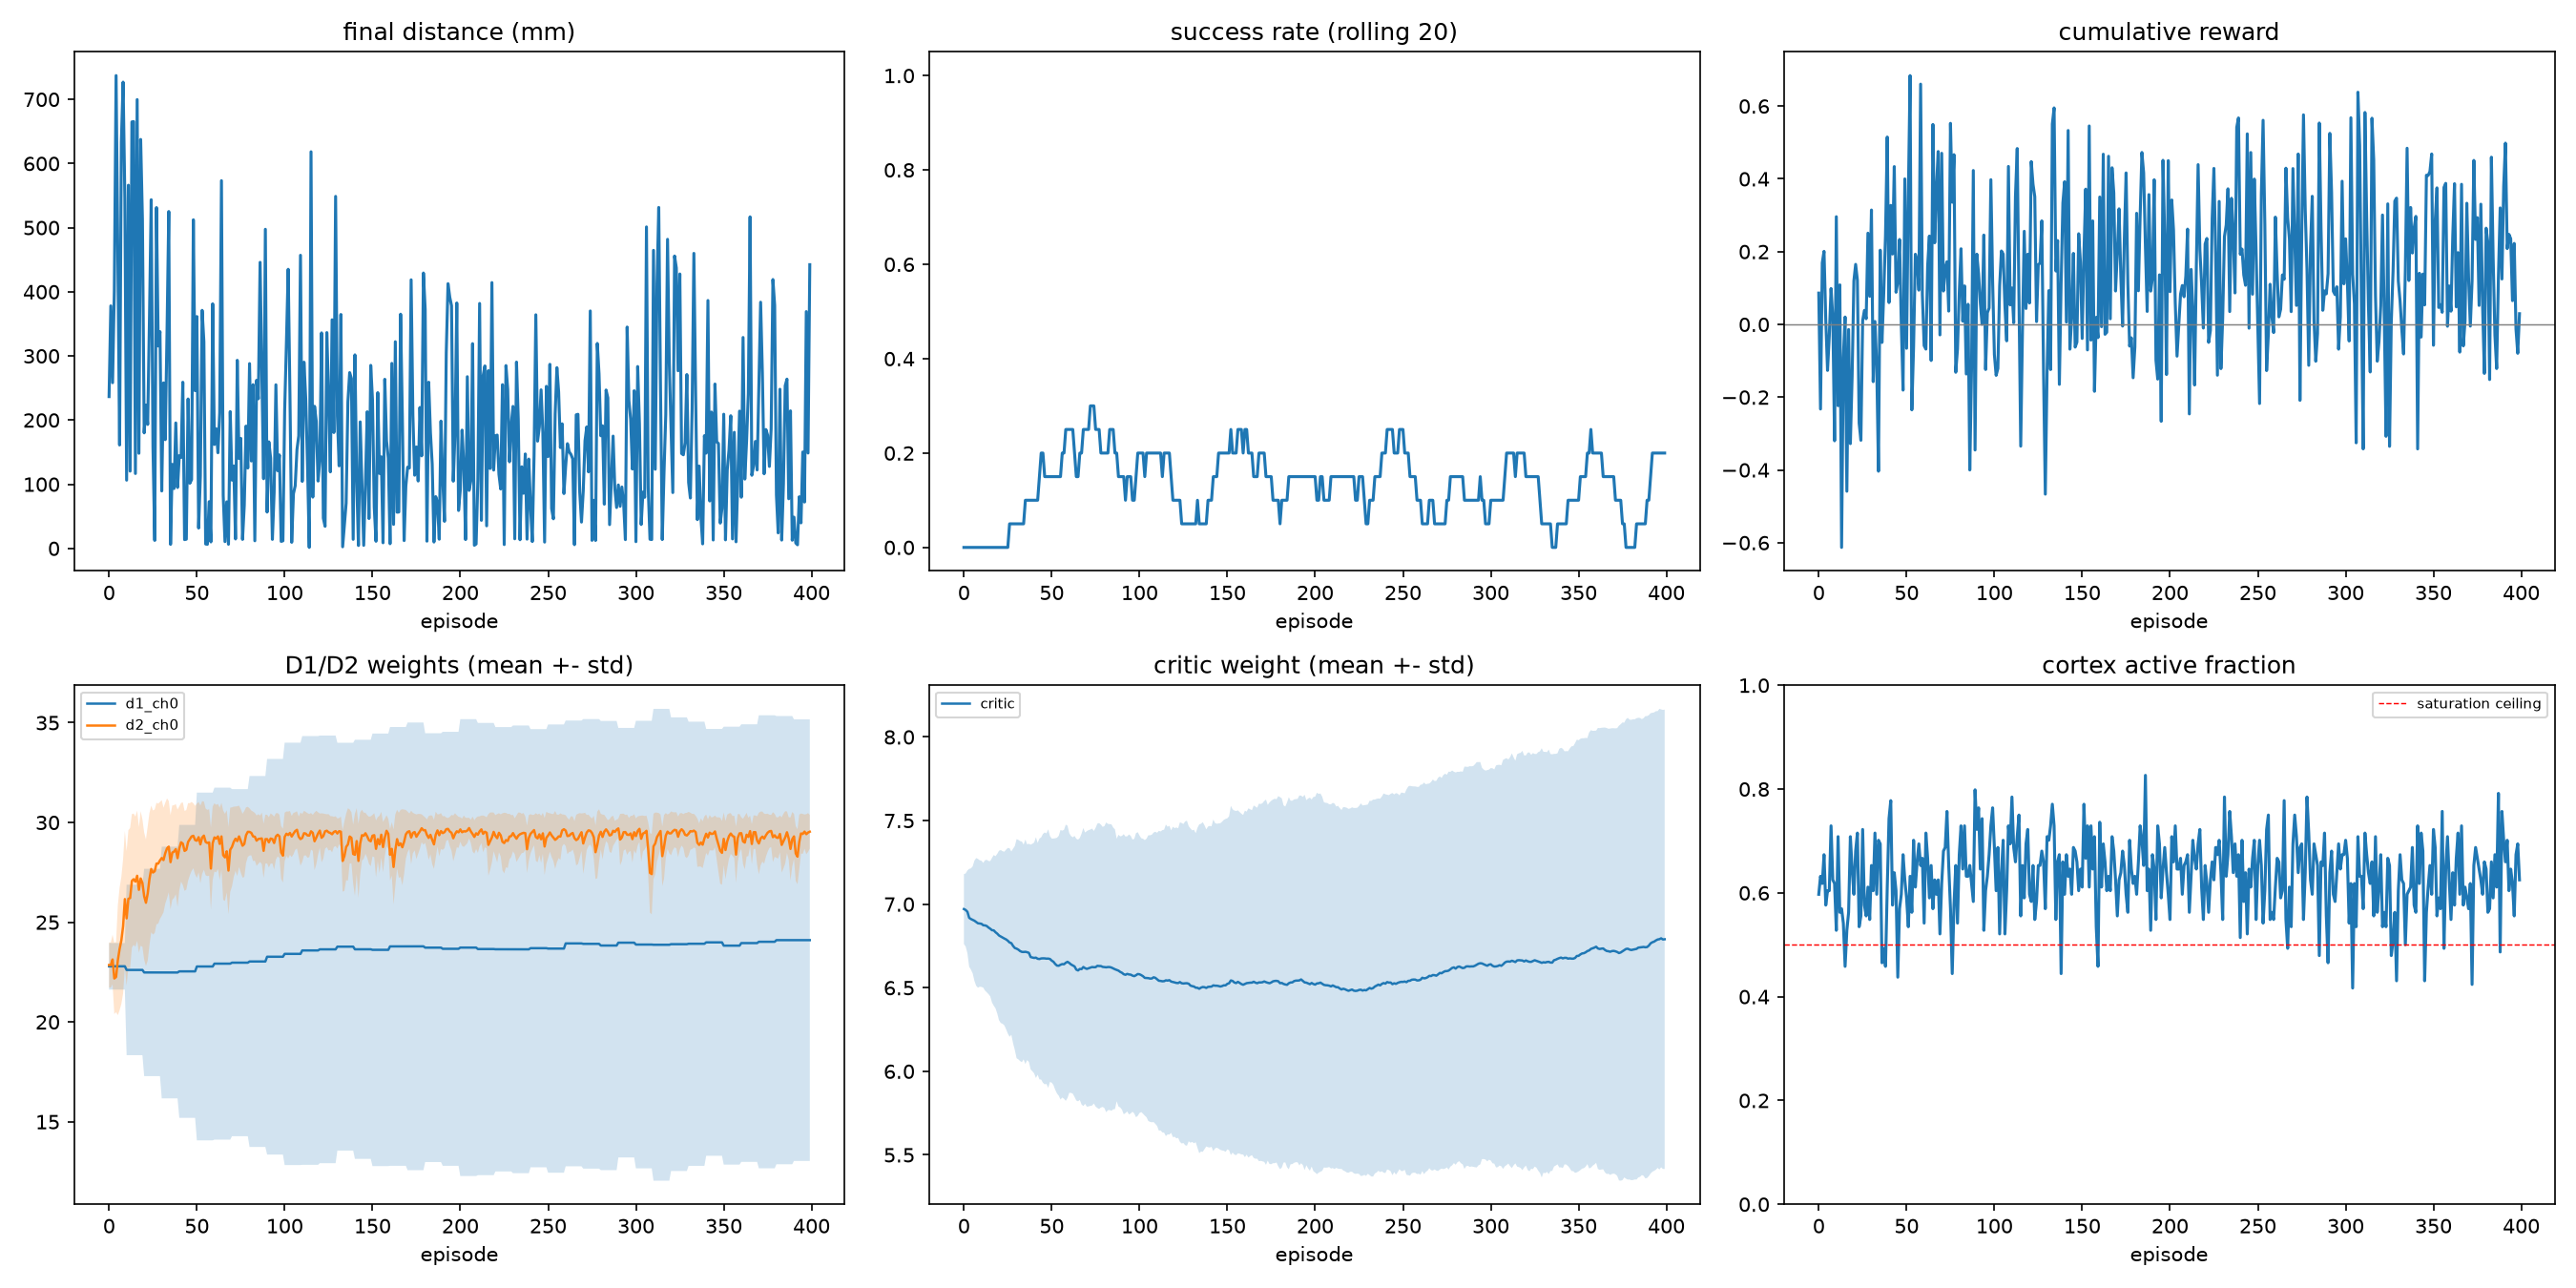 final distance (mm)
700
600
500
400
300
200
100
0
0 50 100 150 200 250 300 350 400
episode
success rate (rolling 20)
1.0
0.8
0.6
0.4
0.2
0.0
0 50 100 150 200 250 300 350 400
episode
cumulative reward
0.6
0.4
0.2
0.0
−0.2
−0.4
−0.6
0 50 100 150 200 250 300 350 400
episode
D1/D2 weights (mean +- std)
d1_ch0
d2_ch0
35
30
25
20
15
0 50 100 150 200 250 300 350 400
episode
critic weight (mean +- std)
critic
8.0
7.5
7.0
6.5
6.0
5.5
0 50 100 150 200 250 300 350 400
episode
cortex active fraction
saturation ceiling
1.0
0.8
0.6
0.4
0.2
0.0
0 50 100 150 200 250 300 350 400
episode